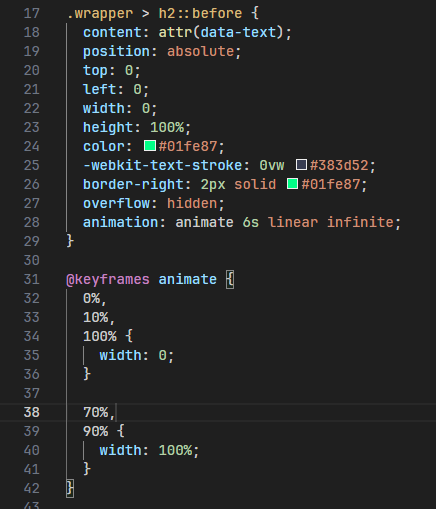 17 .wrapper > h2::before {
18 content: attr(data-text);
19 position: absolute;
20 top: 0;
21 left: 0;
22 width: 0;
23 height: 100%;
24 color: #01fe87;
25 -webkit-text-stroke: 0vw #383d52;
26 border-right: 2px solid #01fe87;
27 overflow: hidden;
28 animation: animate 6s linear infinite;
29 }
30
31 @keyframes animate {
32 0%,
33 10%,
34 100% {
35 width: 0;
36 }
37
38 70%,
39 90% {
40 width: 100%;
41 }
42 }
43